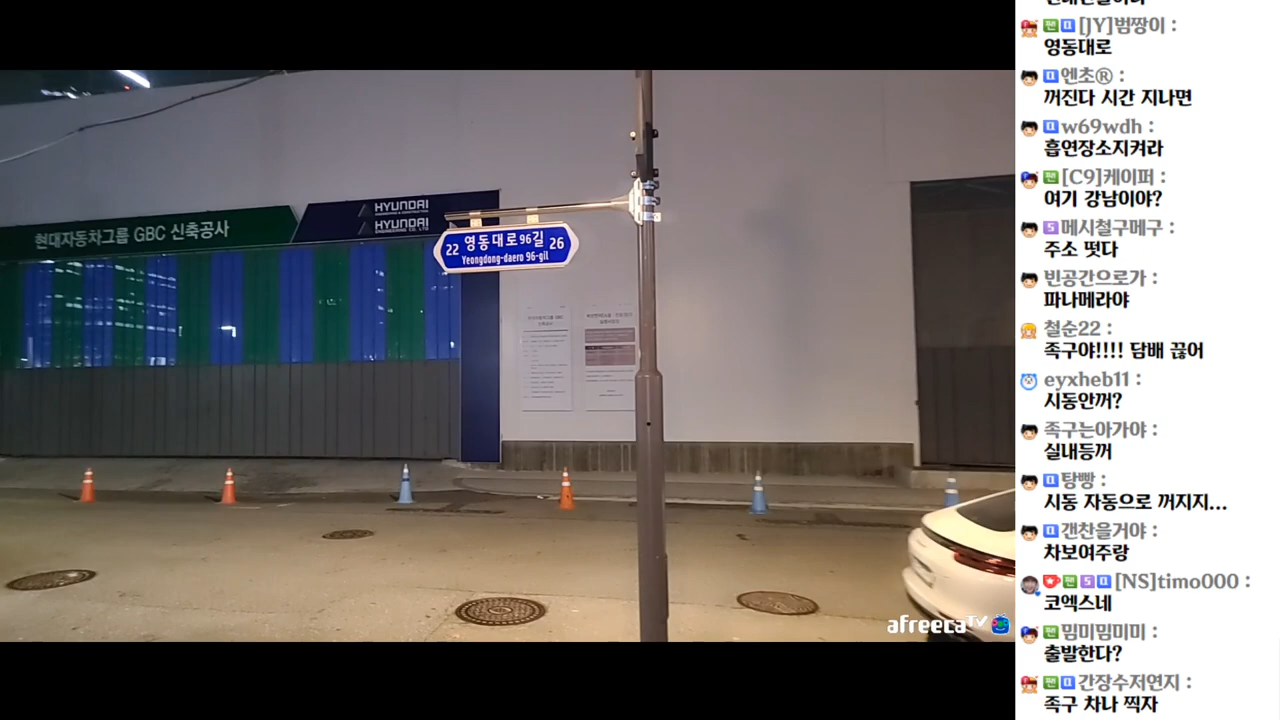 현대자동차그룹 GBC 신축공사
HYUNDAI
ENGINEERING & CONSTRUCTION
HYUNDAI
ENGINEERING CO., LTD
22 영동대로96길 26
Yeongdong-daero 96-gil
afreecaTV
[JY]범짱이 :
영동대로
엔초® :
꺼진다 시간 지나면
w69wdh :
흡연장소지켜라
[C9]케이퍼 :
여기 강남이야?
메시철구메구 :
주소 떳다
빈공간으로가 :
파나메라야
철순22 :
족구야!!!! 담배 끊어
eyxheb11 :
시동안꺼?
족구는아가야 :
실내등꺼
탕빵 :
시동 자동으로 꺼지지...
갠찬을거야 :
차보여주랑
[NS]timo000 :
코엑스네
밈미밈미미 :
출발한다?
간장수저연지 :
족구 차나 찍자